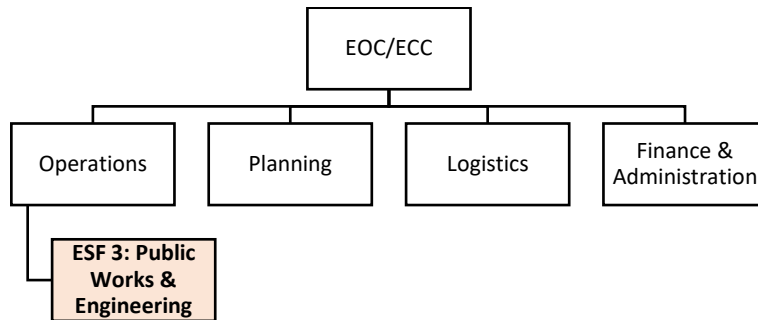 EOC/ECC
Operations
Planning
Logistics
Finance &
Administration
ESF 3: Public
Works &
Engineering